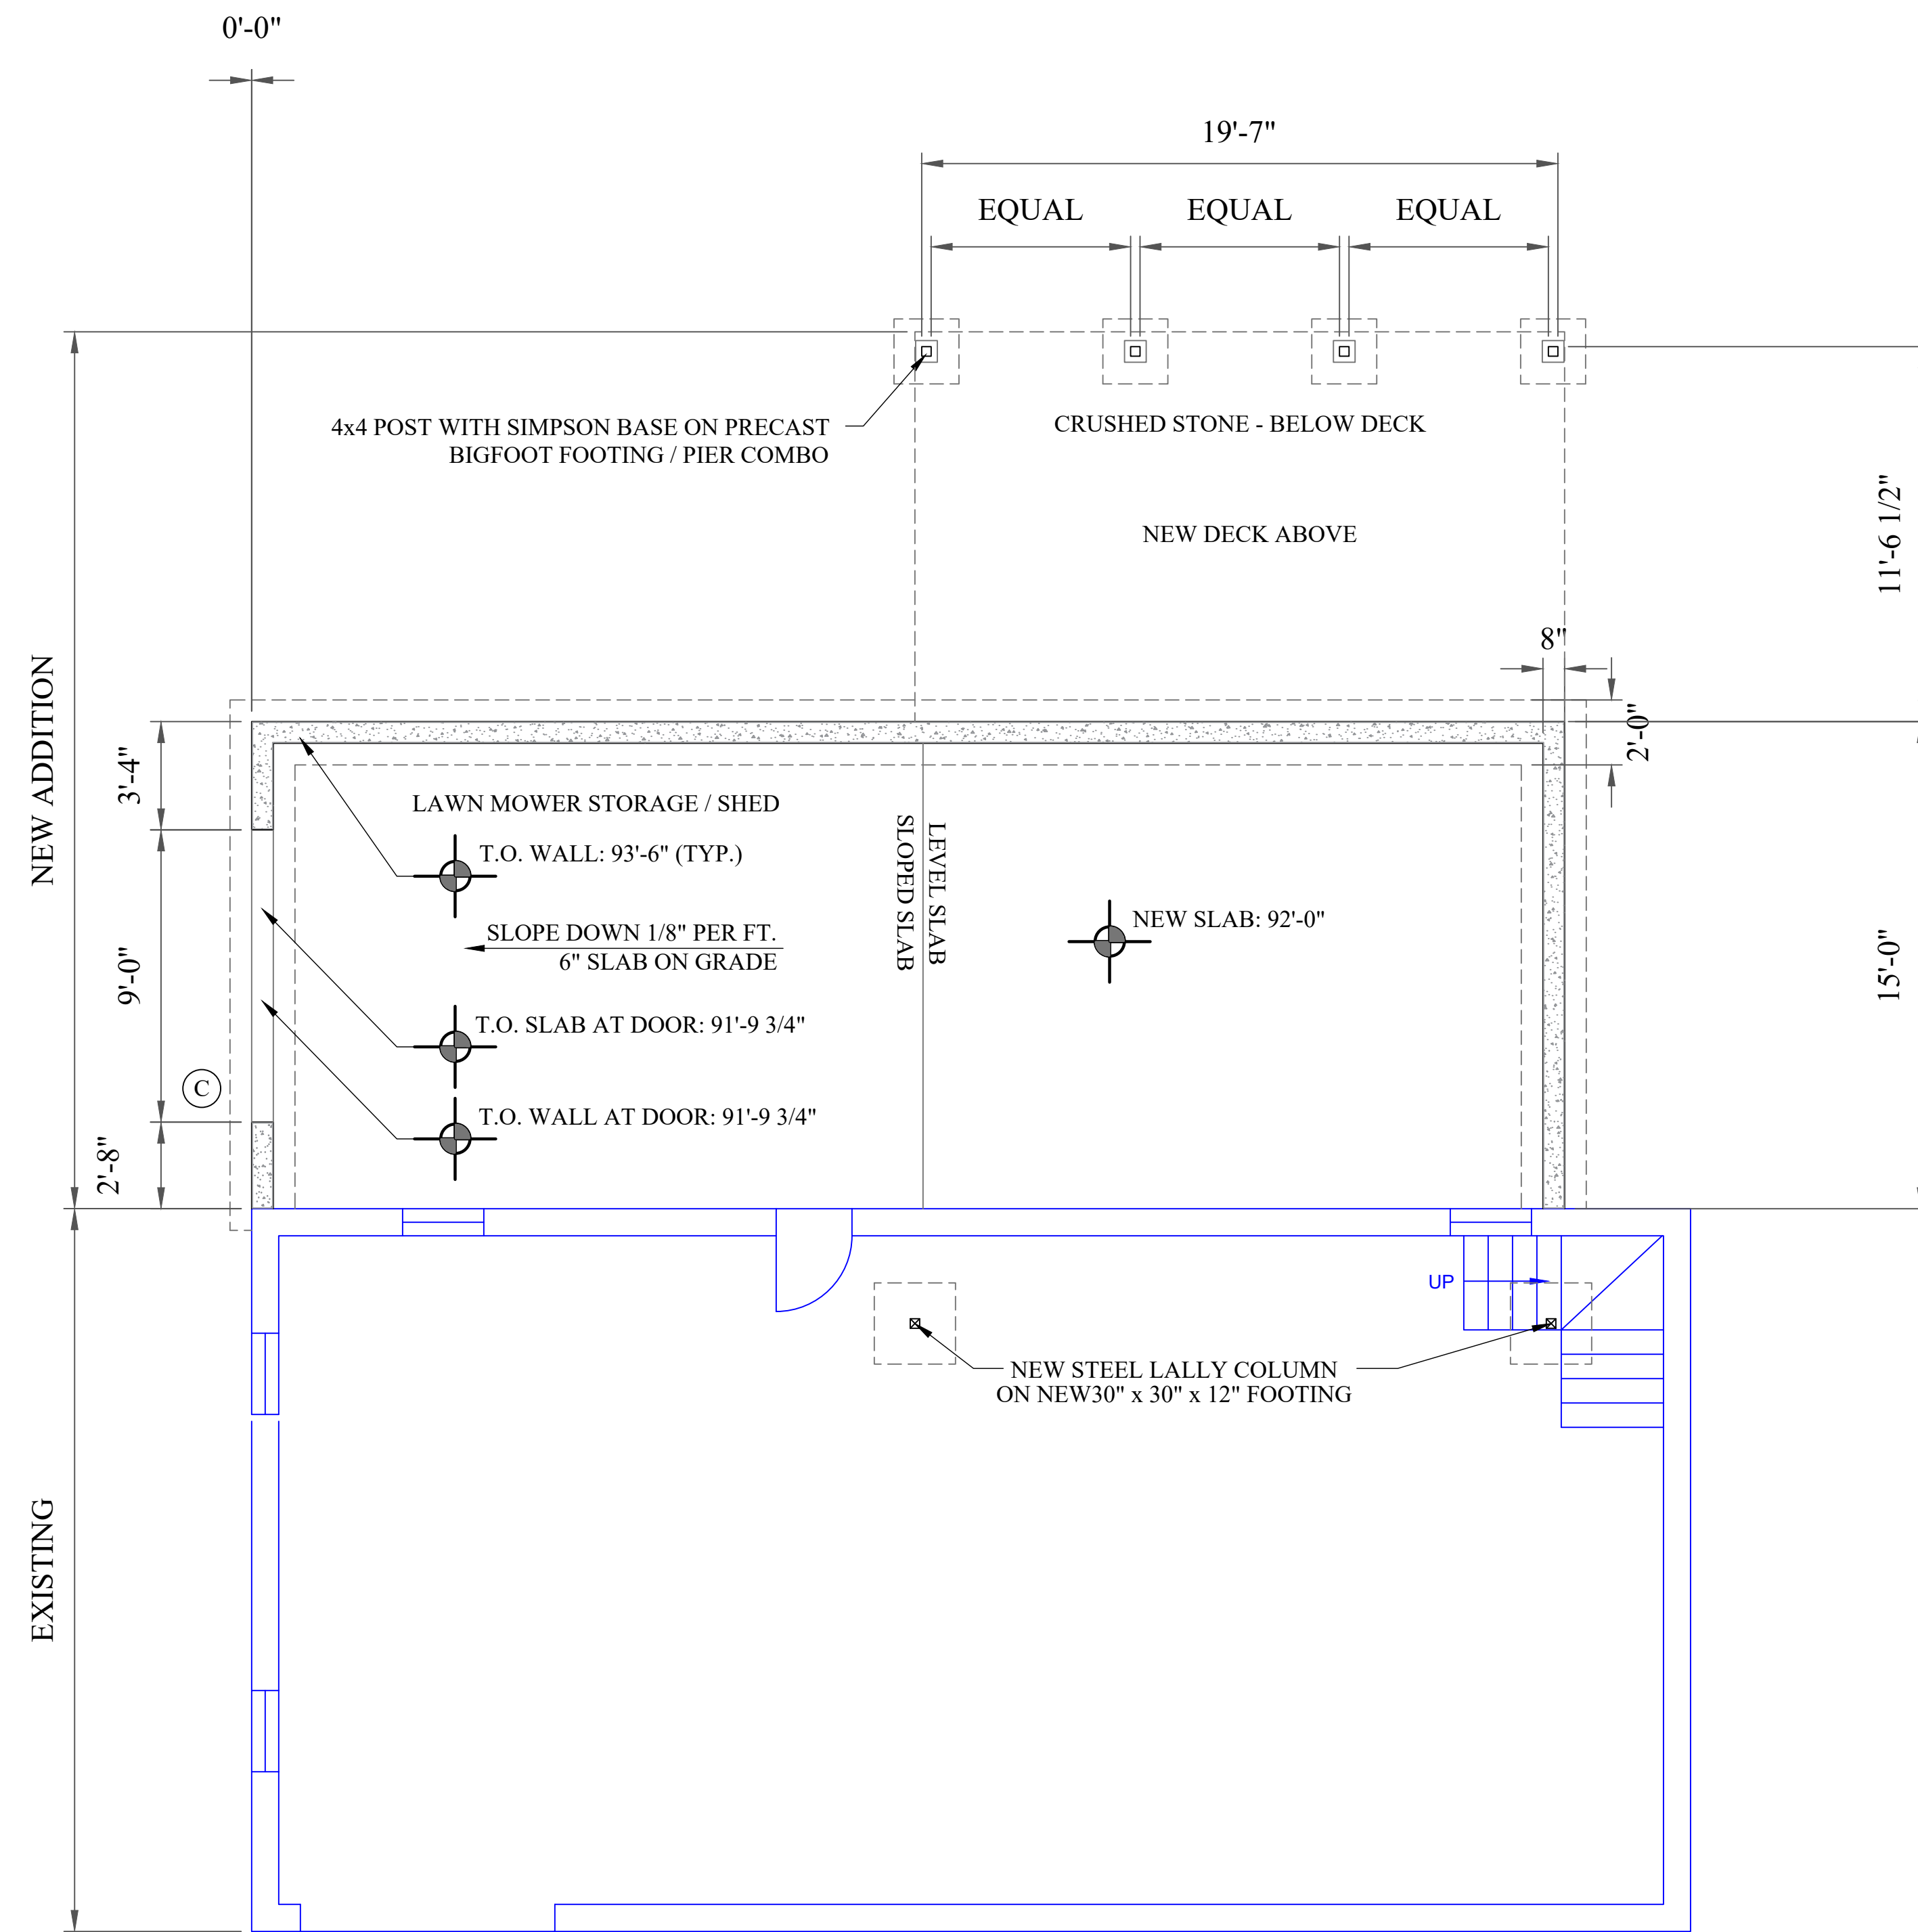 0'-0"
19'-7"
EQUAL EQUAL EQUAL
4x4 POST WITH SIMPSON BASE ON PRECAST
BIGFOOT FOOTING / PIER COMBO
CRUSHED STONE - BELOW DECK
NEW DECK ABOVE
11'-6 1/2"
8"
2'-0"
NEW ADDITION
3'-4"
LAWN MOWER STORAGE / SHED
T.O. WALL: 93'-6" (TYP.)
SLOPED SLAB
LEVEL SLAB
NEW SLAB: 92'-0"
SLOPE DOWN 1/8" PER FT.
6" SLAB ON GRADE
9'-0"
15'-0"
T.O. SLAB AT DOOR: 91'-9 3/4"
C
T.O. WALL AT DOOR: 91'-9 3/4"
2'-8"
UP
NEW STEEL LALLY COLUMN
ON NEW30" x 30" x 12" FOOTING
EXISTING